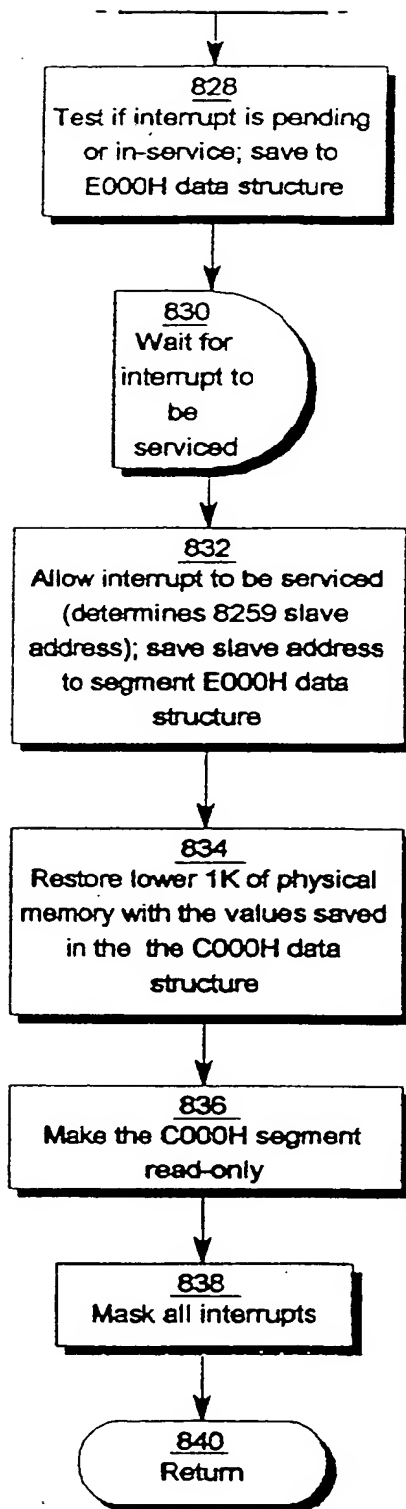 828
Test if interrupt is pending
or in-service; save to
E000H data structure
830
Wait for
interrupt to
be
serviced
832
Allow interrupt to be serviced
(determines 8259 slave
address); save slave address
to segment E000H data
structure
834
Restore lower 1K of physical
memory with the values saved
in the the C000H data
structure
836
Make the C000H segment
read-only
838
Mask all interrupts
840
Return